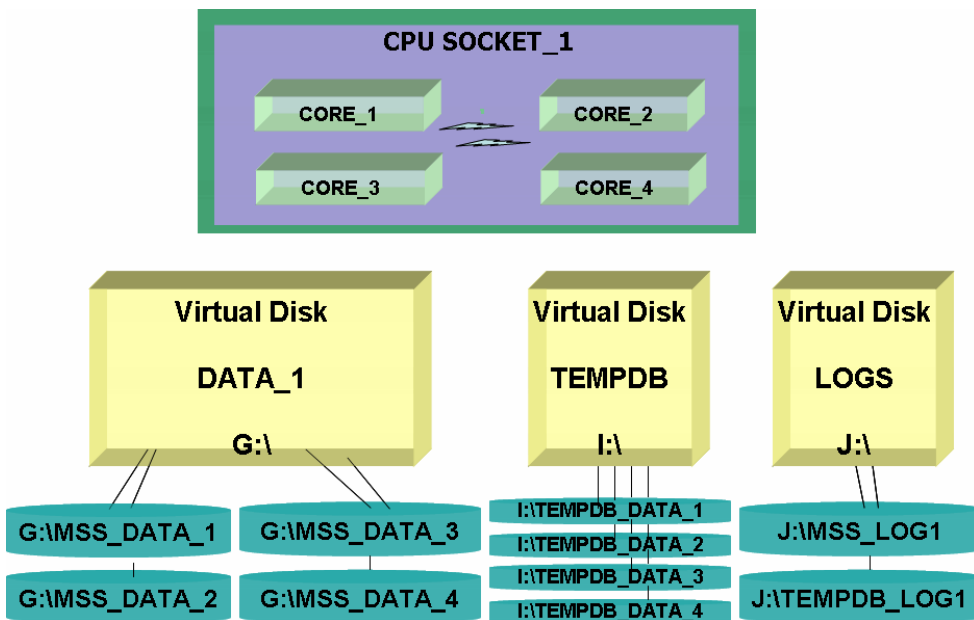 CPU SOCKET_1
CORE_1
CORE_2
CORE_3
CORE_4
Virtual Disk
DATA_1
G:\
Virtual Disk
TEMPDB
I:\
Virtual Disk
LOGS
J:\
G:\MSS_DATA_1
G:\MSS_DATA_2
G:\MSS_DATA_3
G:\MSS_DATA_4
I:\TEMPDB_DATA_1
I:\TEMPDB_DATA_2
I:\TEMPDB_DATA_3
I:\TEMPDB_DATA_4
J:\MSS_LOG1
J:\TEMPDB_LOG1